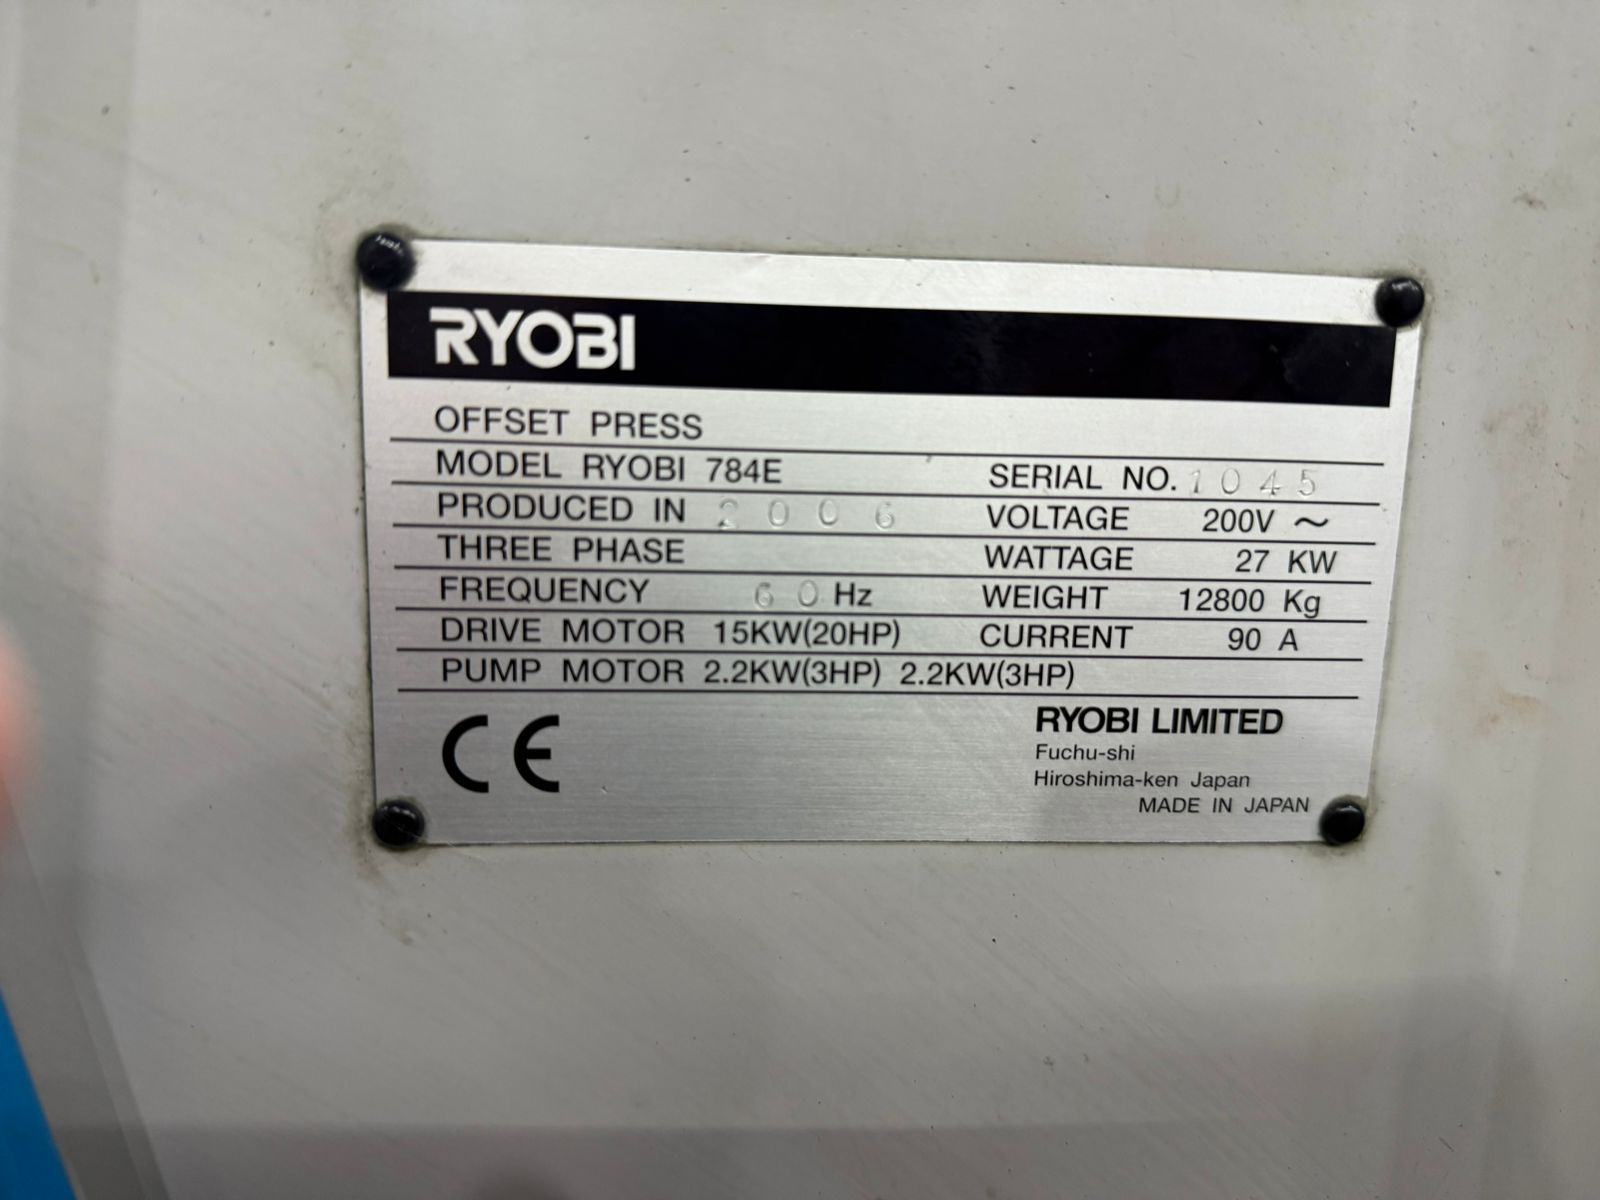 RYOBI
OFFSET PRESS
MODEL RYOBI 784E SERIAL NO. 1045
PRODUCED IN 2006 VOLTAGE 200V ~
THREE PHASE WATTAGE 27 KW
FREQUENCY 60 Hz WEIGHT 12800 Kg
DRIVE MOTOR 15KW(20HP) CURRENT 90 A
PUMP MOTOR 2.2KW(3HP) 2.2KW(3HP)
CE
RYOBI LIMITED
Fuchu-shi
Hiroshima-ken Japan
MADE IN JAPAN